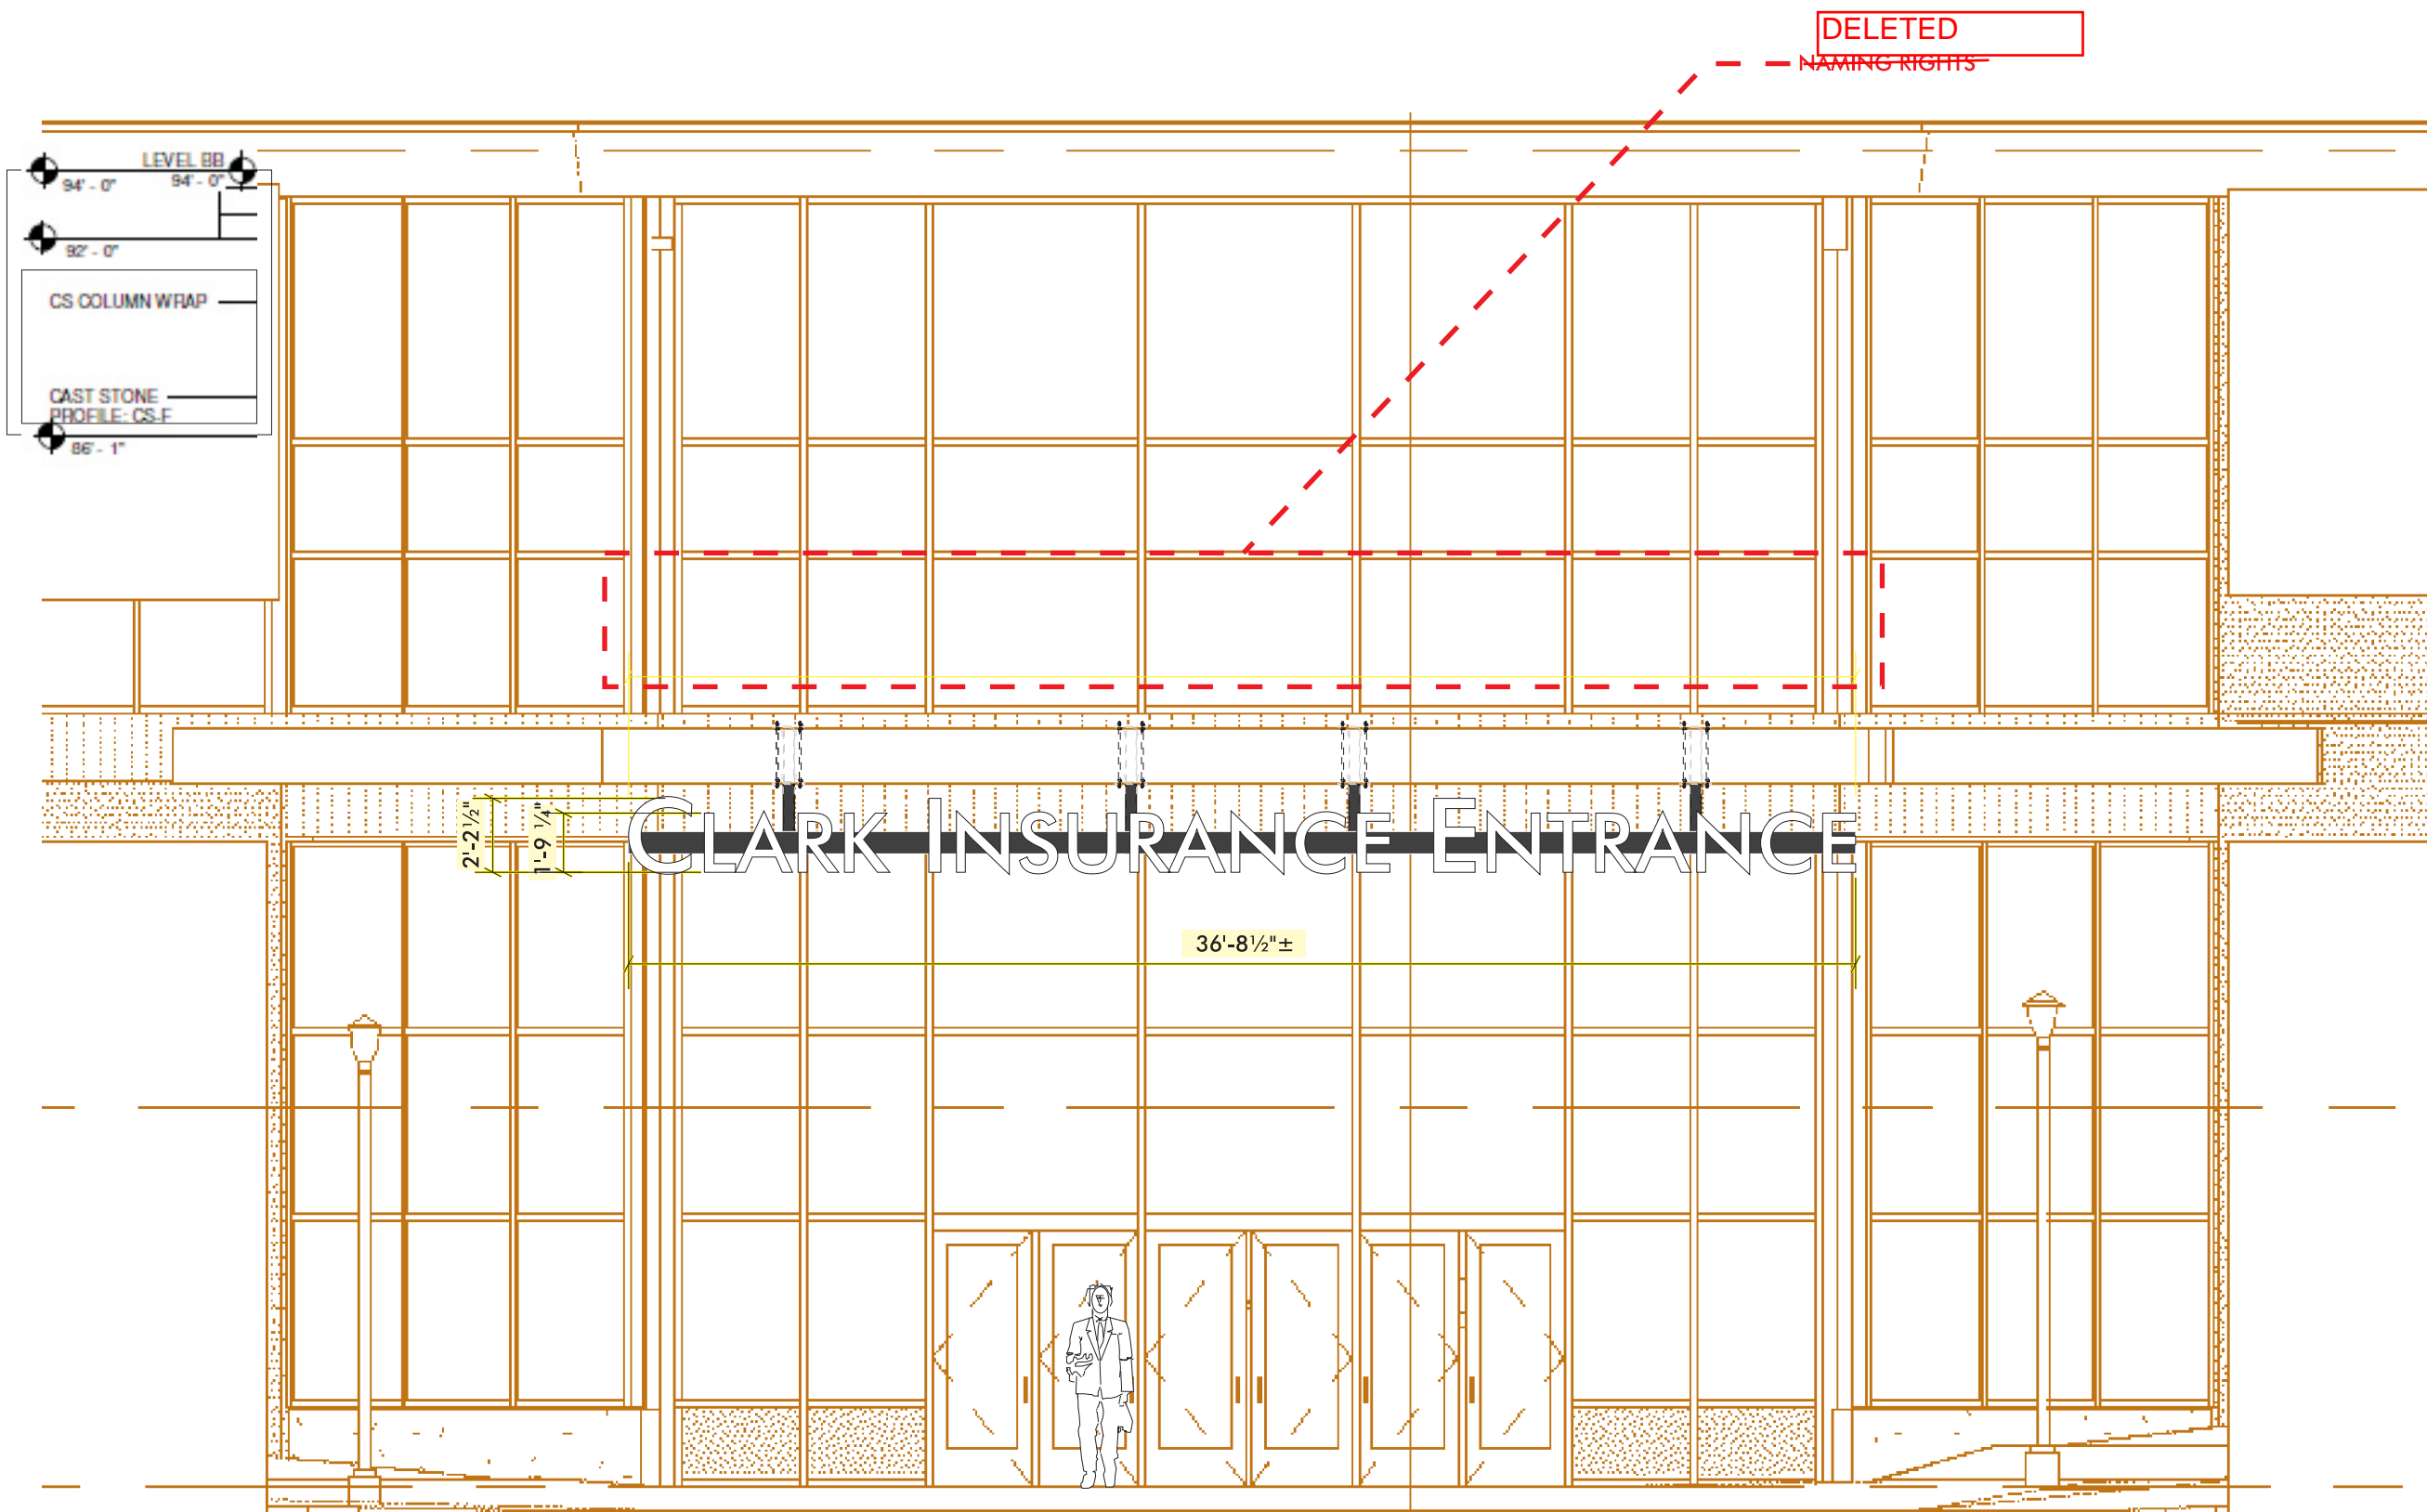 DELETED
NAMING RIGHTS
LEVEL BB
94' - 0"
94' - 0"
92' - 0"
CS COLUMN WRAP
CAST STONE
PROFILE: CS-F
86' - 1"
2'-2½"
1'-9 ¼"
CLARK INSURANCE ENTRANCE
36'-8½"±